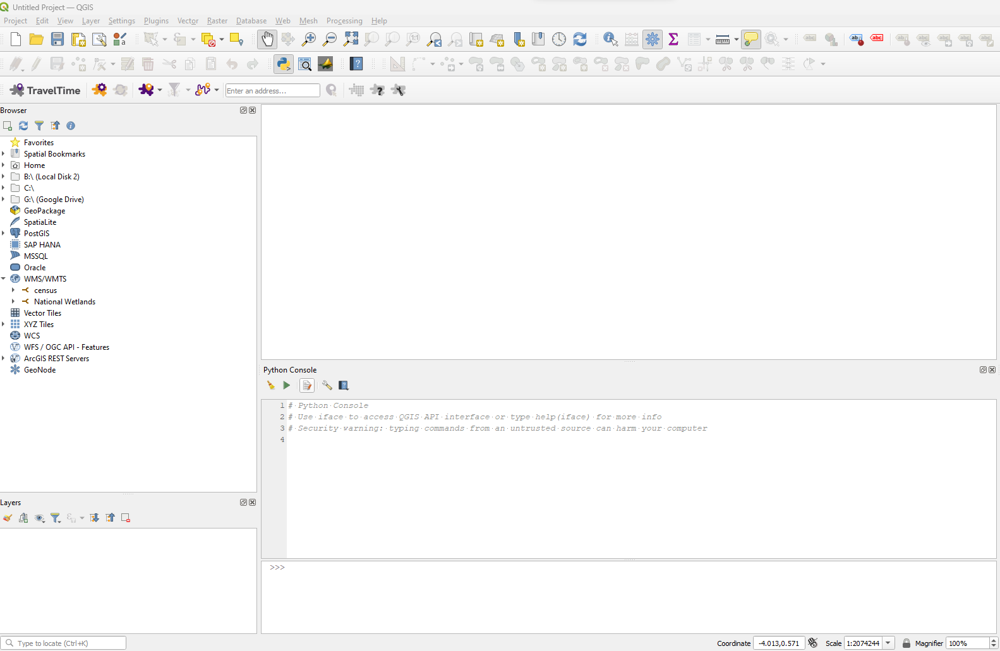 Untitled Project — QGIS
Project Edit View Layer Settings Plugins Vector Raster Database Web Mesh Processing Help
TravelTime
Enter an address...
Browser
Favorites
Spatial Bookmarks
Home
B:\ (Local Disk 2)
C:\
G:\ (Google Drive)
GeoPackage
SpatiaLite
PostGIS
SAP HANA
MSSQL
Oracle
WMS/WMTS
census
National Wetlands
Vector Tiles
XYZ Tiles
WCS
WFS / OGC API - Features
ArcGIS REST Servers
GeoNode
Layers
Python Console
1 # Python Console
2 # Use iface to access QGIS API interface or type help(iface) for more info
3 # Security warning: typing commands from an untrusted source can harm your computer
4
>>>
Type to locate (Ctrl+K)
Coordinate -4.013,0.571 Scale 1:2074244 Magnifier 100%